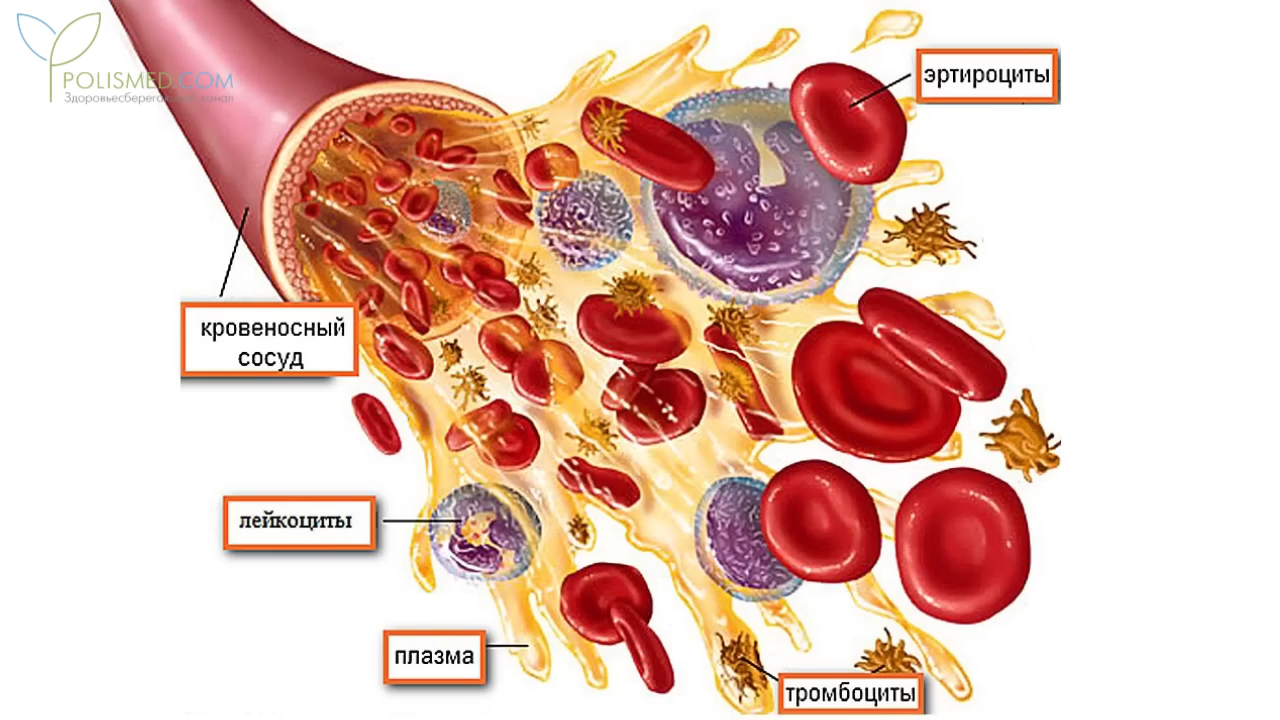 POLISMED.COM
Здоровьесберегающий канал
эртироциты
кровеносный
сосуд
лейкоциты
плазма
тромбоциты